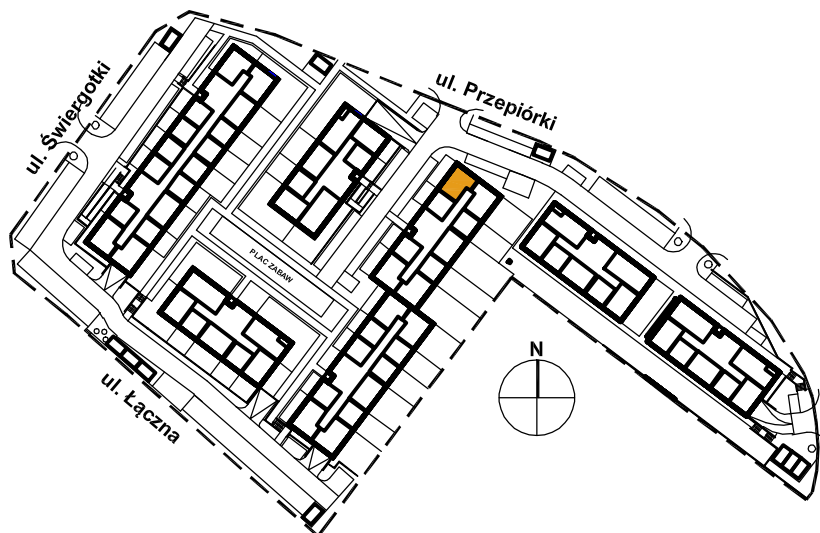 ul. Przepiórki
ul. Świergotki
PLAC ZABAW
N
ul. Łączna